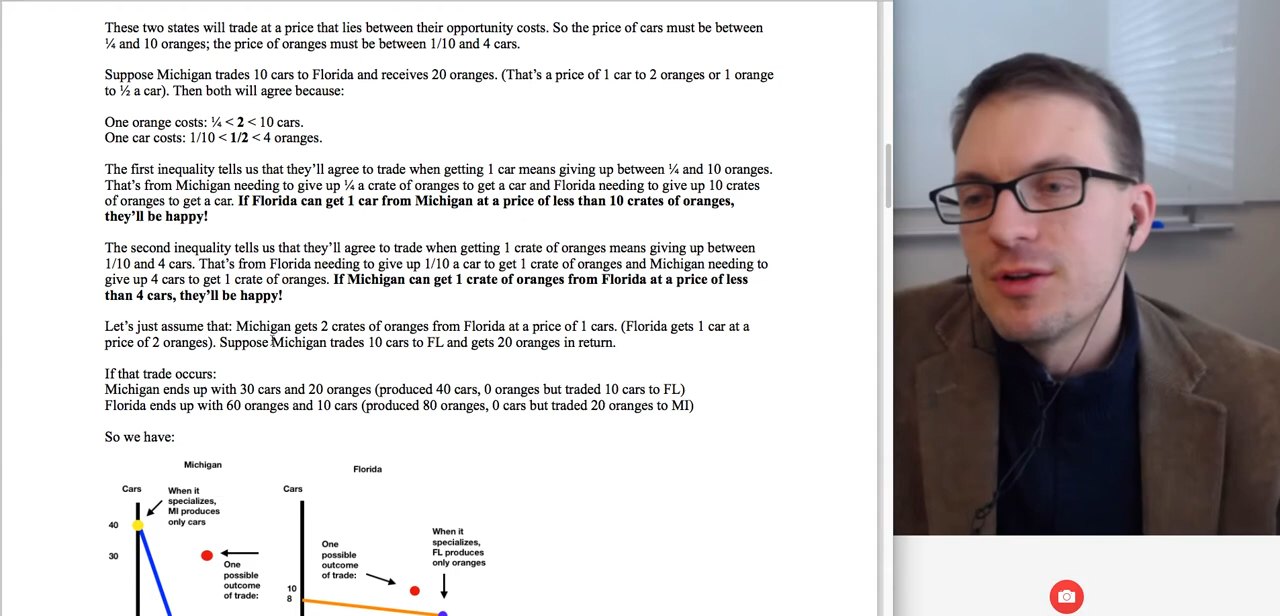 These two states will trade at a price that lies between their opportunity costs. So the price of cars must be between
¼ and 10 oranges; the price of oranges must be between 1/10 and 4 cars.
Suppose Michigan trades 10 cars to Florida and receives 20 oranges. (That's a price of 1 car to 2 oranges or 1 orange
to ½ a car). Then both will agree because:
One orange costs: ¼ < 2 < 10 cars.
One car costs: 1/10 < 1/2 < 4 oranges.
The first inequality tells us that they'll agree to trade when getting 1 car means giving up between ¼ and 10 oranges.
That's from Michigan needing to give up ¼ a crate of oranges to get a car and Florida needing to give up 10 crates
of oranges to get a car. If Florida can get 1 car from Michigan at a price of less than 10 crates of oranges,
they'll be happy!
The second inequality tells us that they'll agree to trade when getting 1 crate of oranges means giving up between
1/10 and 4 cars. That's from Florida needing to give up 1/10 a car to get 1 crate of oranges and Michigan needing to
give up 4 cars to get 1 crate of oranges. If Michigan can get 1 crate of oranges from Florida at a price of less
than 4 cars, they'll be happy!
Let's just assume that: Michigan gets 2 crates of oranges from Florida at a price of 1 cars. (Florida gets 1 car at a
price of 2 oranges). Suppose Michigan trades 10 cars to FL and gets 20 oranges in return.
If that trade occurs:
Michigan ends up with 30 cars and 20 oranges (produced 40 cars, 0 oranges but traded 10 cars to FL)
Florida ends up with 60 oranges and 10 cars (produced 80 oranges, 0 cars but traded 20 oranges to MI)
So we have:
Michigan
Cars
When it
specializes,
MI produces
only cars
40
30
One
possible
outcome
of trade:
Florida
Cars
One
possible
outcome
of trade:
When it
specializes,
FL produces
only oranges
10
8